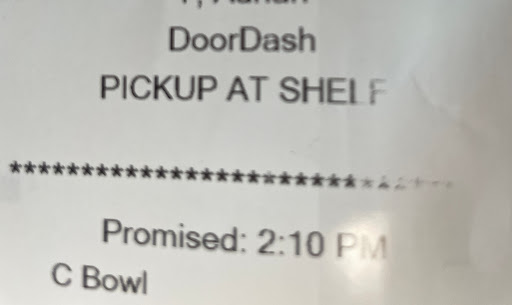 DoorDash
PICKUP AT SHELF
****************************
Promised: 2:10 PM
C Bowl